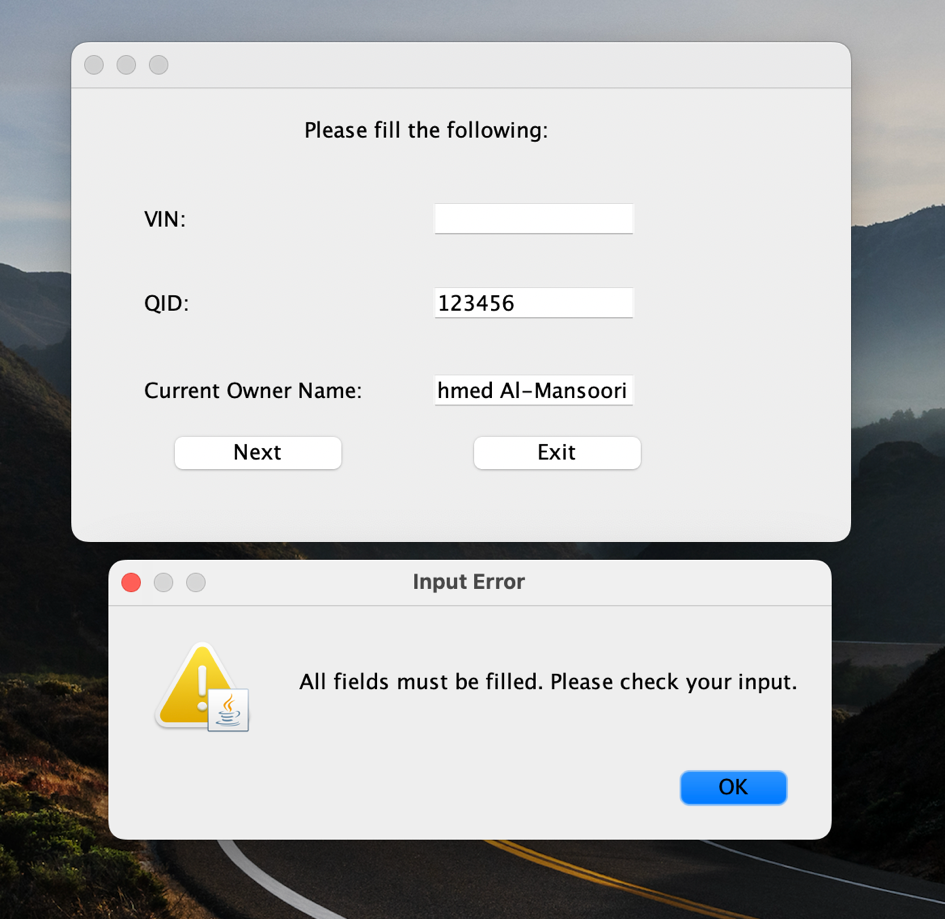 Please fill the following:
VIN:
QID: 123456
Current Owner Name: hmed Al-Mansoori
Next Exit
Input Error
All fields must be filled. Please check your input.
OK